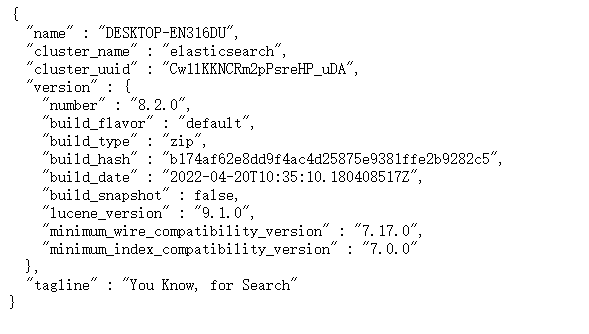 {
  "name" : "DESKTOP-EN316DU",
  "cluster_name" : "elasticsearch",
  "cluster_uuid" : "Cw11KKNCRm2pPsreHP_uDA",
  "version" : {
    "number" : "8.2.0",
    "build_flavor" : "default",
    "build_type" : "zip",
    "build_hash" : "b174af62e8dd9f4ac4d25875e9381ffe2b9282c5",
    "build_date" : "2022-04-20T10:35:10.180408517Z",
    "build_snapshot" : false,
    "lucene_version" : "9.1.0",
    "minimum_wire_compatibility_version" : "7.17.0",
    "minimum_index_compatibility_version" : "7.0.0"
  },
  "tagline" : "You Know, for Search"
}